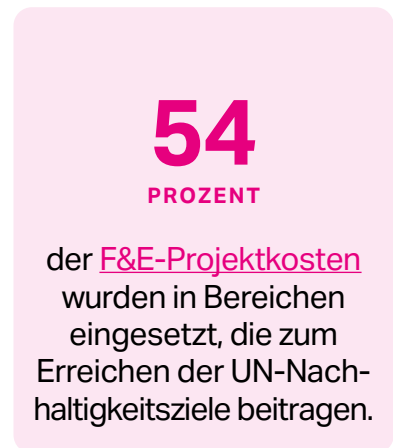 54
PROZENT
der F&E-Projektkosten
wurden in Bereichen
eingesetzt, die zum
Erreichen der UN-Nach-
haltigkeitsziele beitragen.